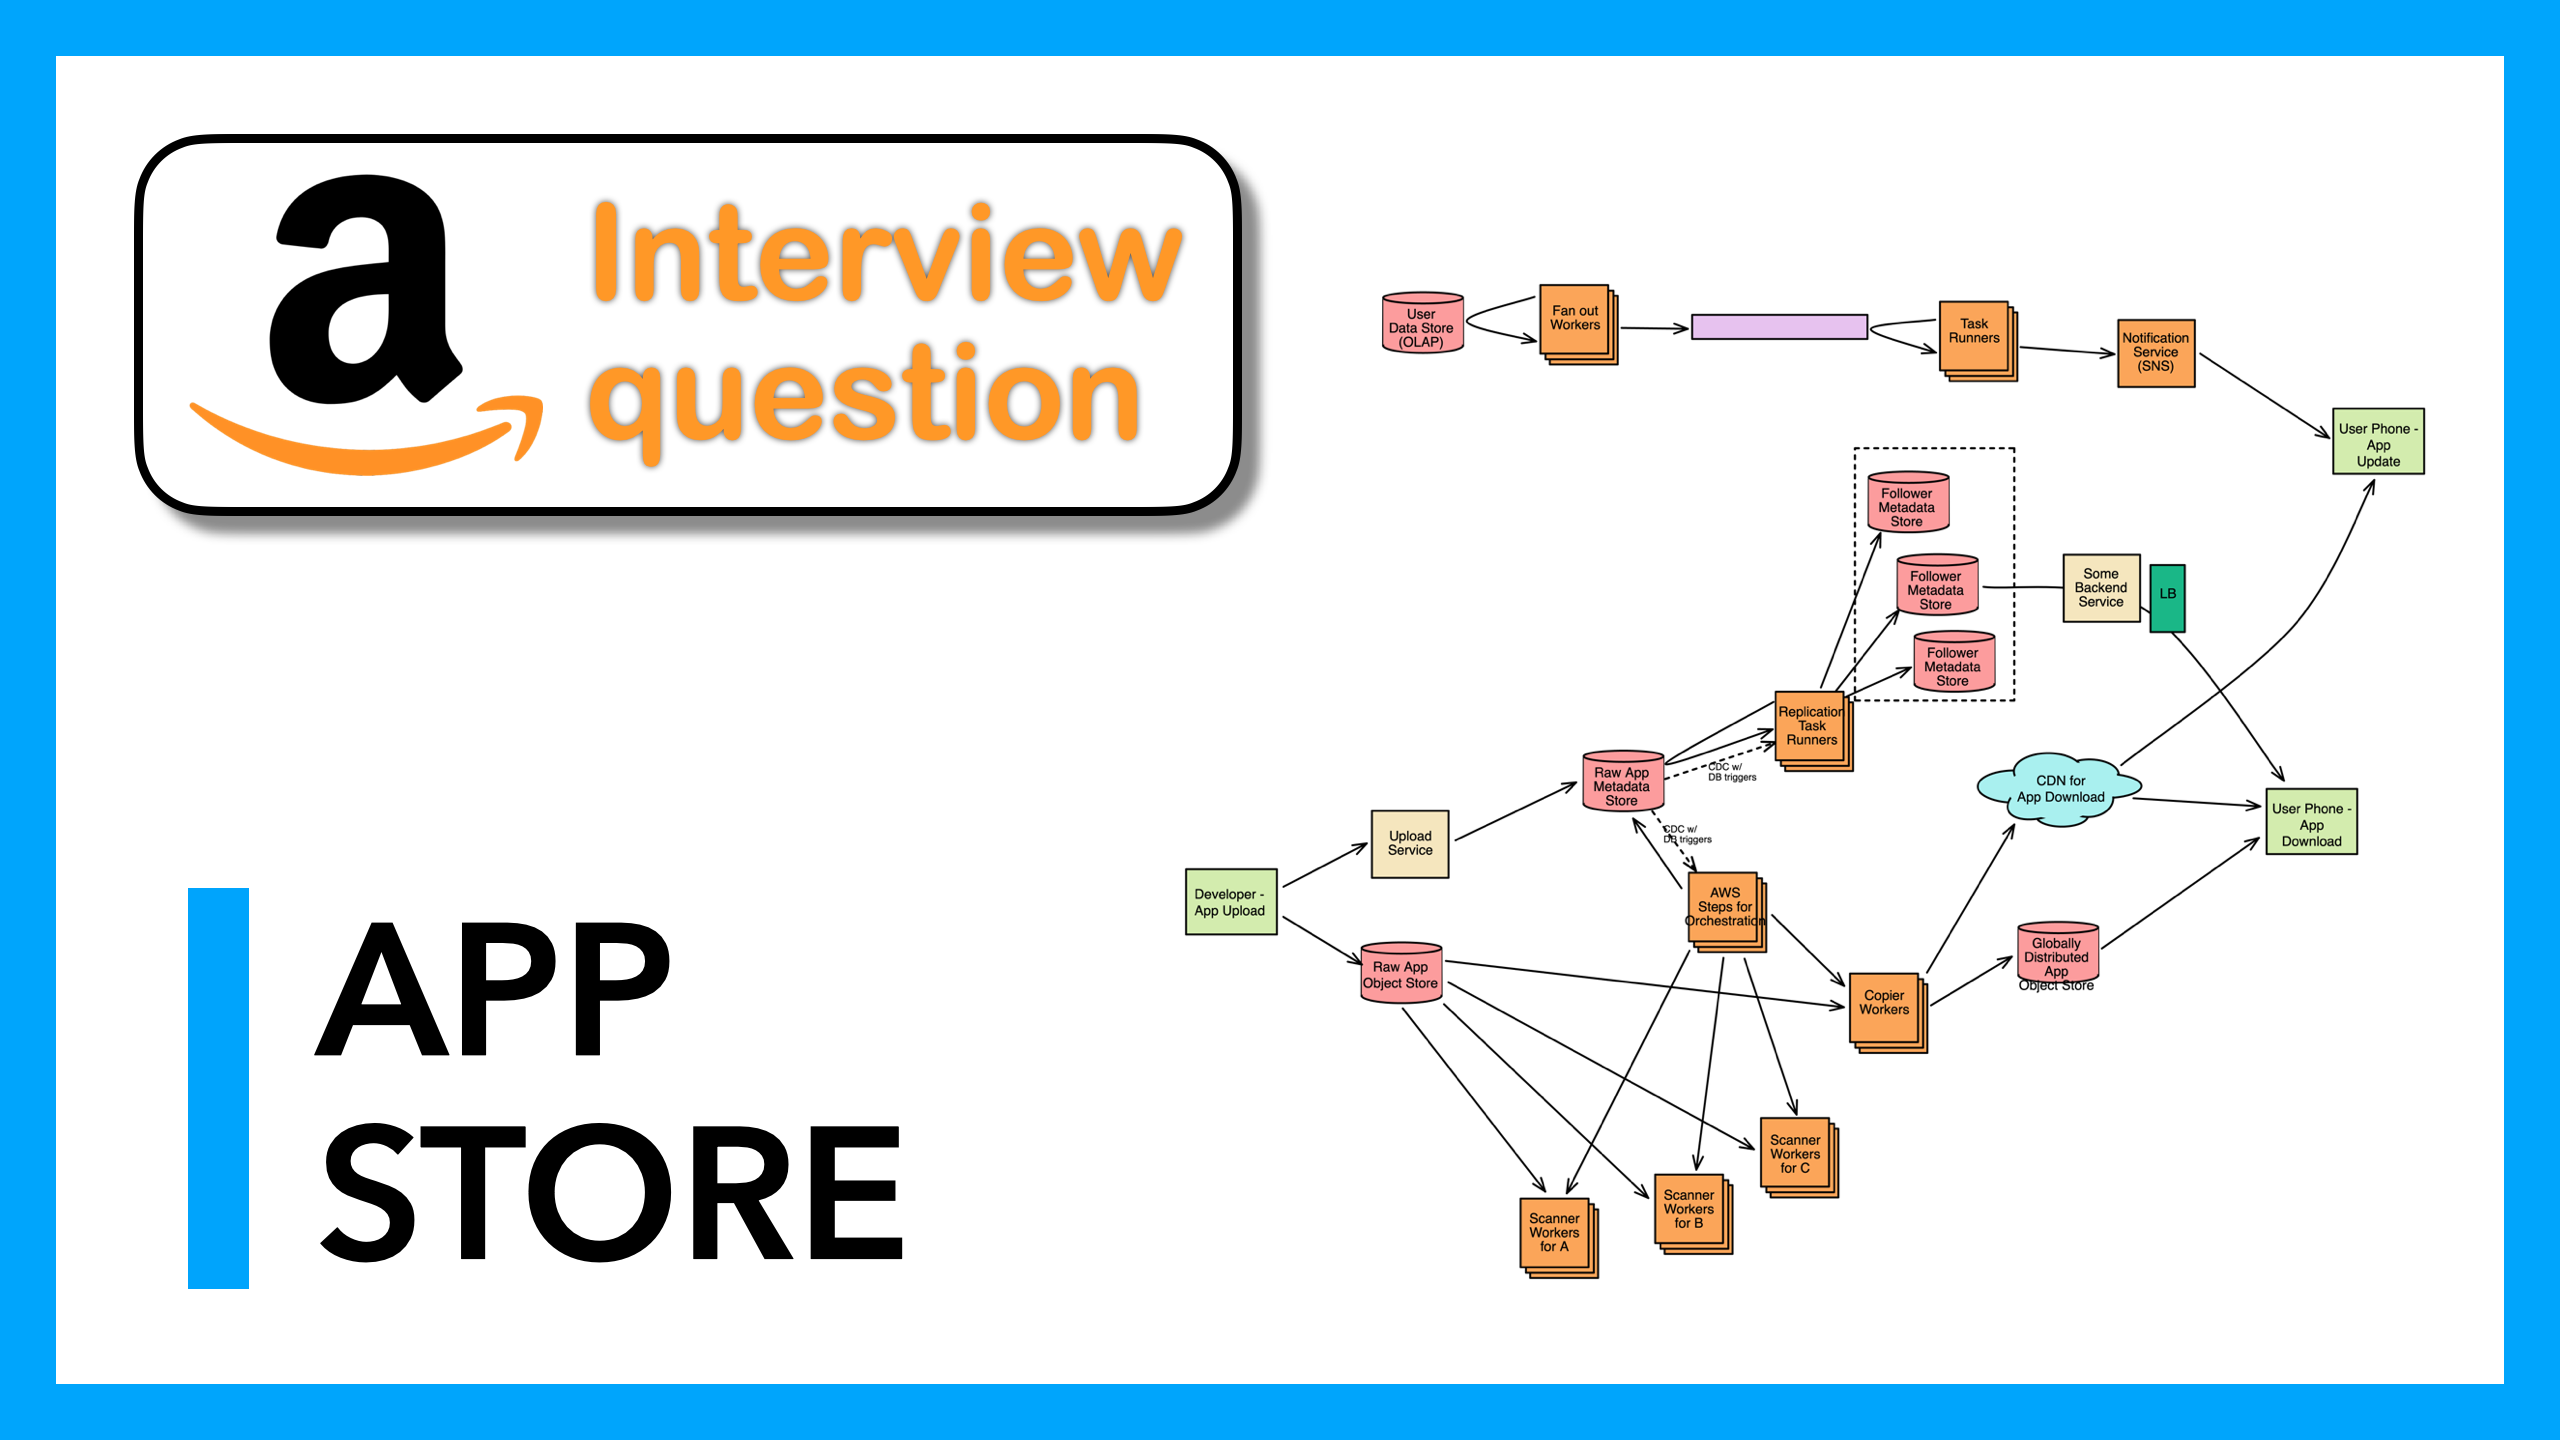 a
Interview
question
APP
STORE
User
Data Store
(OLAP)
Fan out
Workers
Task
Runners
Notification
Service
(SNS)
User Phone -
App
Update
Follower
Metadata
Store
Follower
Metadata
Store
Follower
Metadata
Store
Some
Backend
Service
LB
Replication
Task
Runners
CDC w/
DB triggers
Raw App
Metadata
Store
CDC w/
DB triggers
CDN for
App Download
User Phone -
App
Download
Upload
Service
Developer -
App Upload
AWS
Steps for
Orchestration
Raw App
Object Store
Globally
Distributed
App
Object Store
Copier
Workers
Scanner
Workers
for C
Scanner
Workers
for B
Scanner
Workers
for A